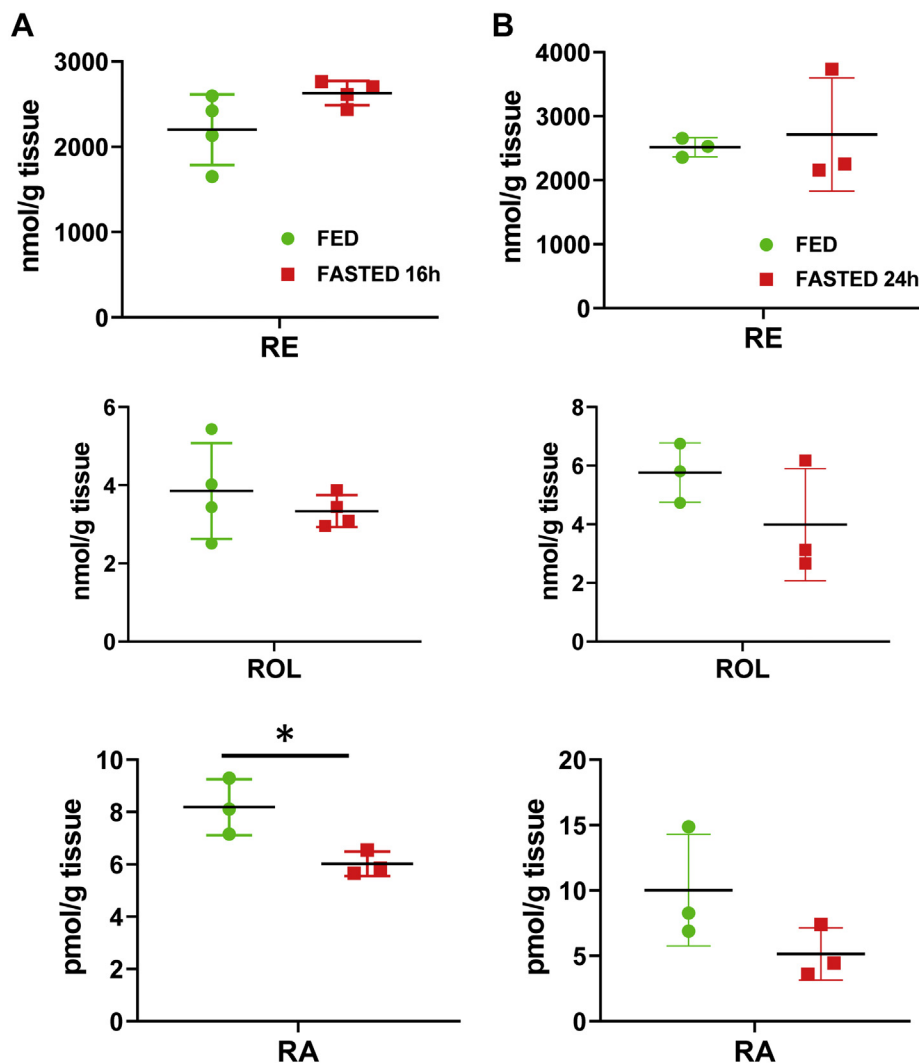 A
nmol/g tissue
3000
2000
1000
0
FED
FASTED 16h
RE
B
nmol/g tissue
4000
3000
2000
1000
0
FED
FASTED 24h
RE
nmol/g tissue
6
4
2
0
ROL
nmol/g tissue
8
6
4
2
0
ROL
pmol/g tissue
10
8
6
4
2
0
*
RA
pmol/g tissue
20
15
10
5
0
RA